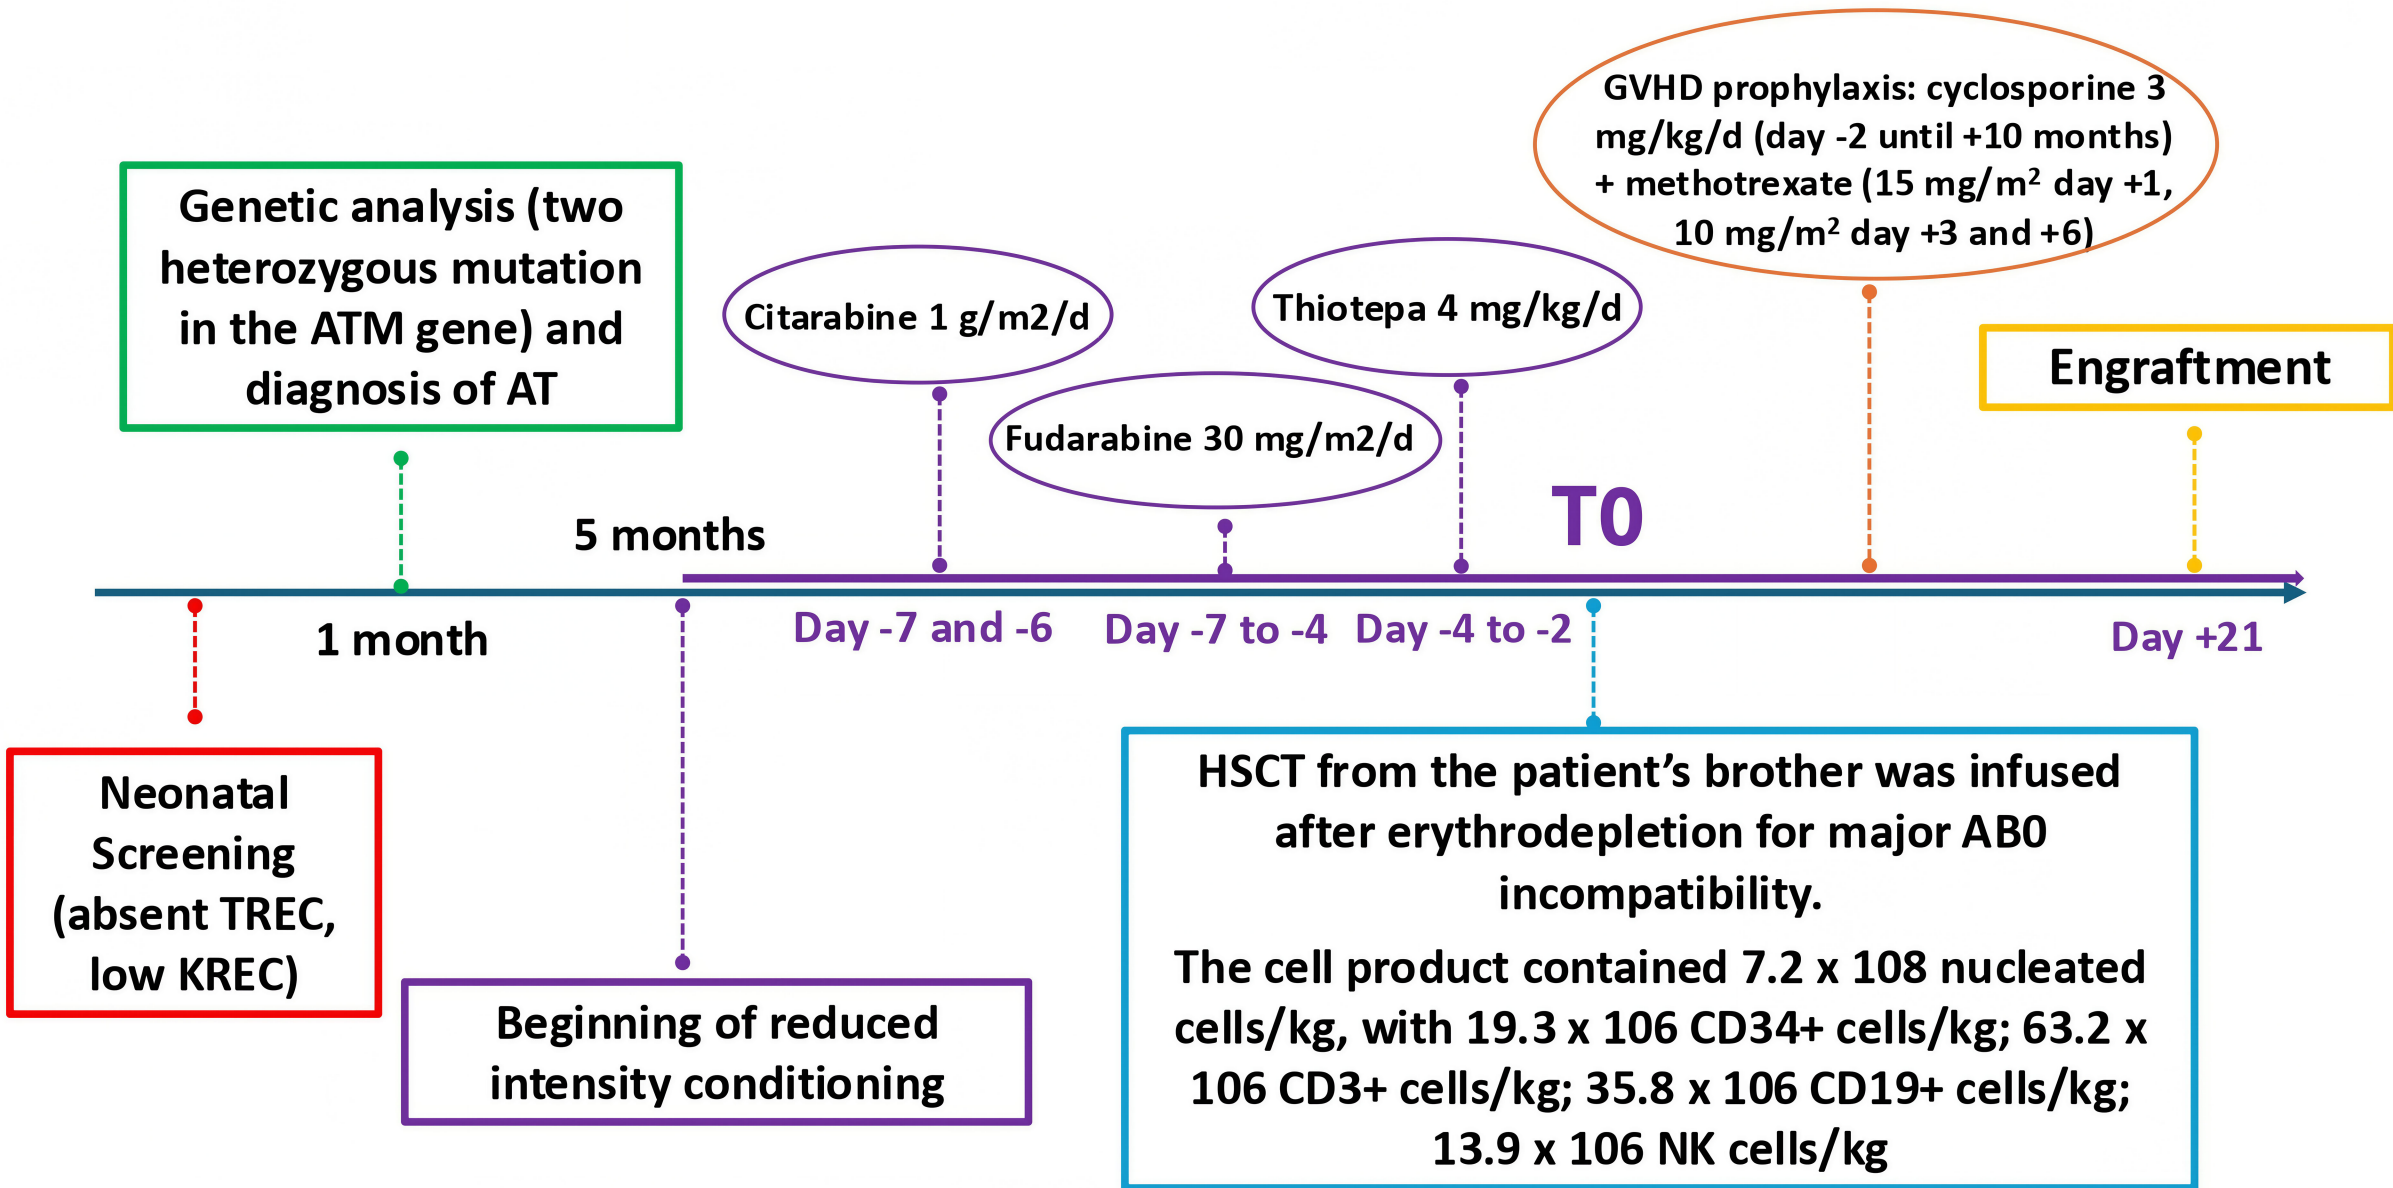 GVHD prophylaxis: cyclosporine 3
mg/kg/d (day -2 until +10 months)
+ methotrexate (15 mg/m² day +1,
10 mg/m² day +3 and +6)
Genetic analysis (two
heterozygous mutation
in the ATM gene) and
diagnosis of AT
Citarabine 1 g/m2/d
Thiotepa 4 mg/kg/d
Fudarabine 30 mg/m2/d
Engraftment
5 months
T0
1 month
Day -7 and -6
Day -7 to -4
Day -4 to -2
Day +21
Neonatal
Screening
(absent TREC,
low KREC)
Beginning of reduced
intensity conditioning
HSCT from the patient’s brother was infused
after erythrodepletion for major AB0
incompatibility.
The cell product contained 7.2 x 108 nucleated
cells/kg, with 19.3 x 106 CD34+ cells/kg; 63.2 x
106 CD3+ cells/kg; 35.8 x 106 CD19+ cells/kg;
13.9 x 106 NK cells/kg